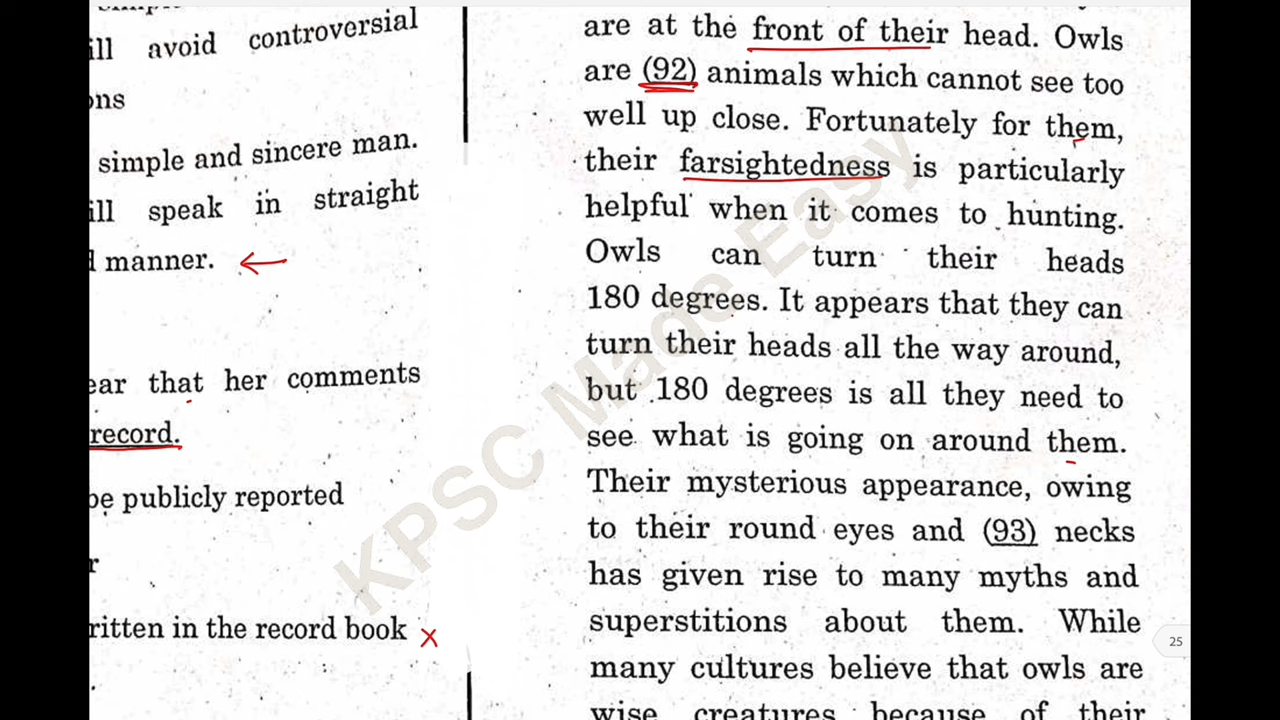 ill avoid controversial
ons
simple and sincere man.
ill speak in straight
manner.
ear that her comments
record.
be publicly reported
r
ritten in the record book
are at the front of their head. Owls
are (92) animals which cannot see too
well up close. Fortunately for them,
their farsightedness is particularly
helpful when it comes to hunting.
Owls can turn their heads
180 degrees. It appears that they can
turn their heads all the way around,
but 180 degrees is all they need to
see what is going on around them.
Their mysterious appearance, owing
to their round eyes and (93) necks
has given rise to many myths and
superstitions about them. While
many cultures believe that owls are
wise creatures because of their
KPSC Made Easy
25